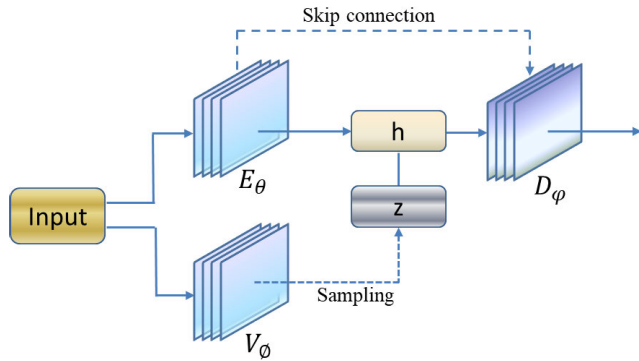 Skip connection
h
E_θ
D_φ
Input
z
Sampling
V_∅